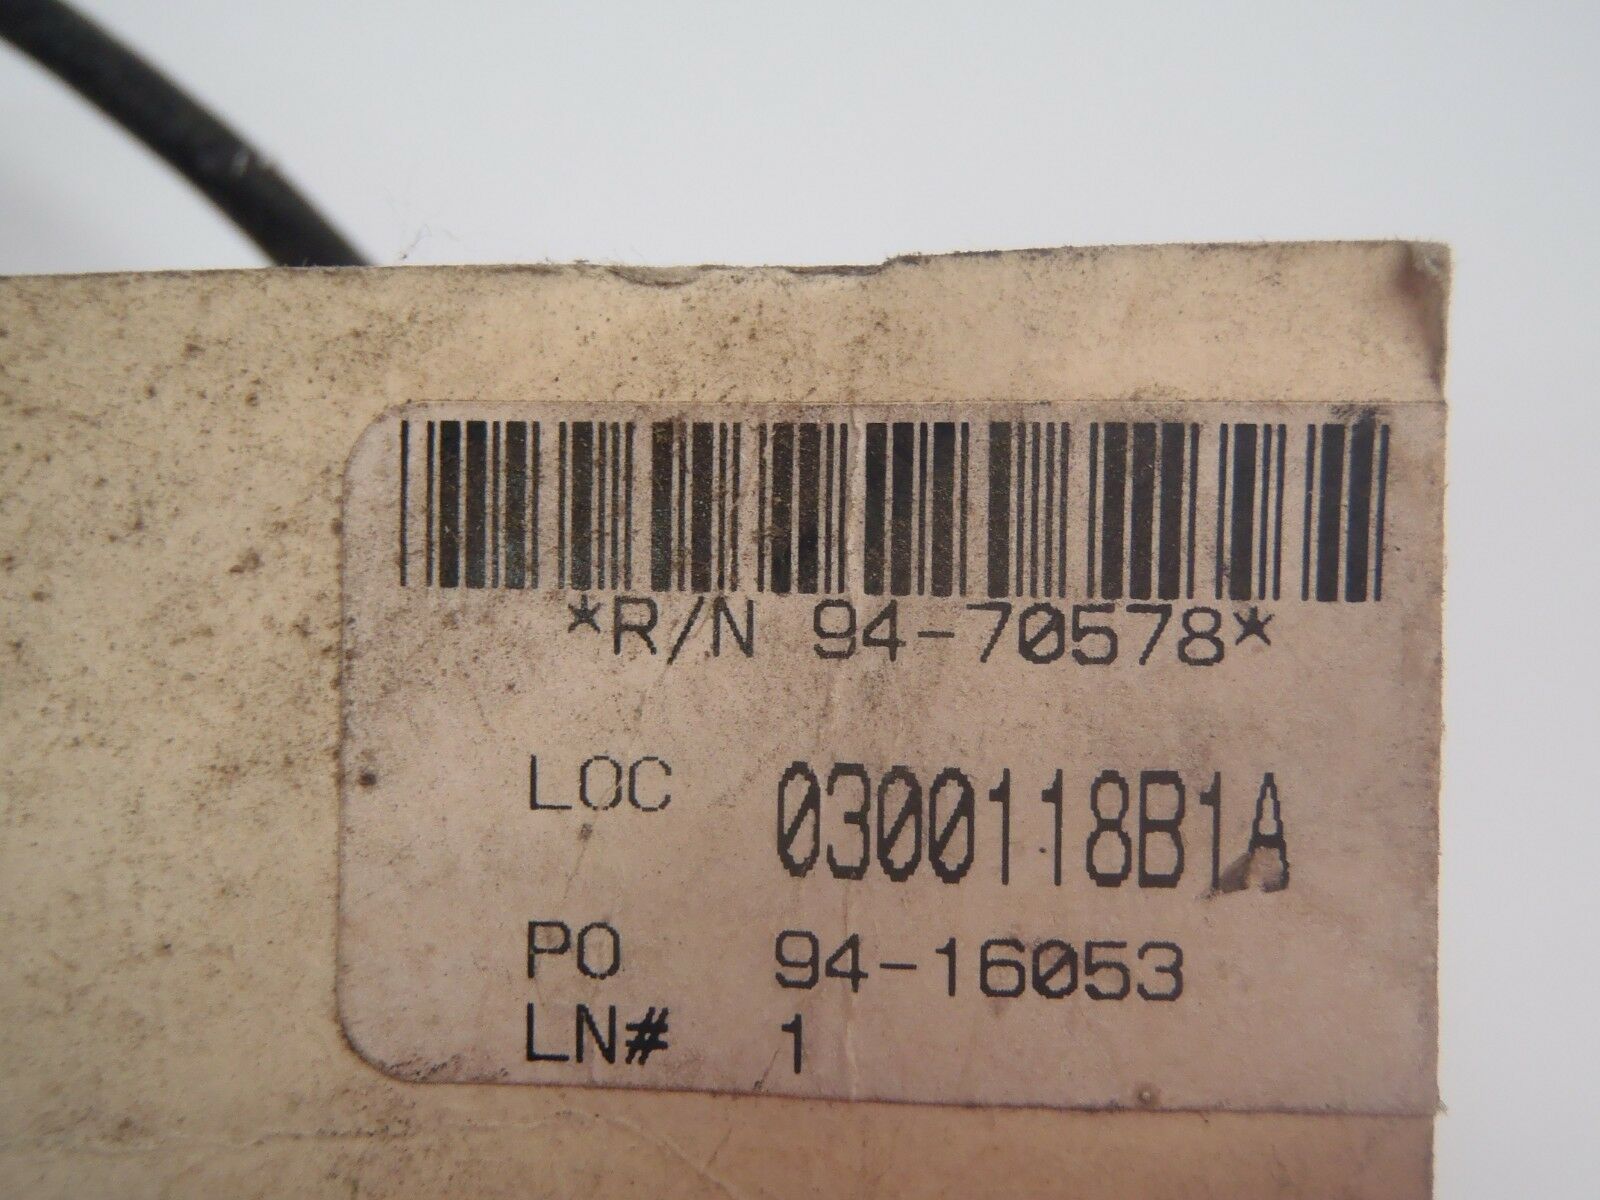 *R/N 94-70578*
LOC 0300118B1A
PO 94-16053
LN# 1